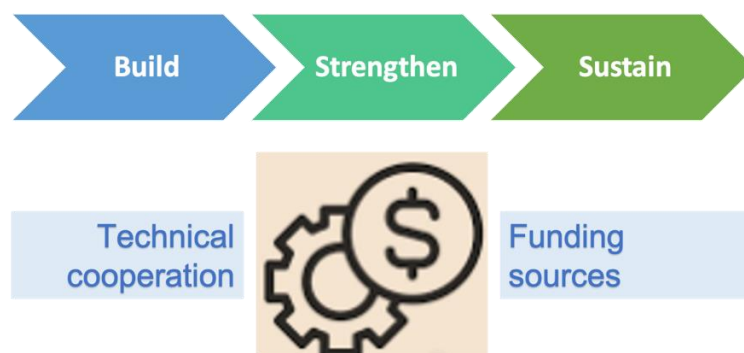 Build
Strengthen
Sustain
Technical
cooperation
$
Funding
sources